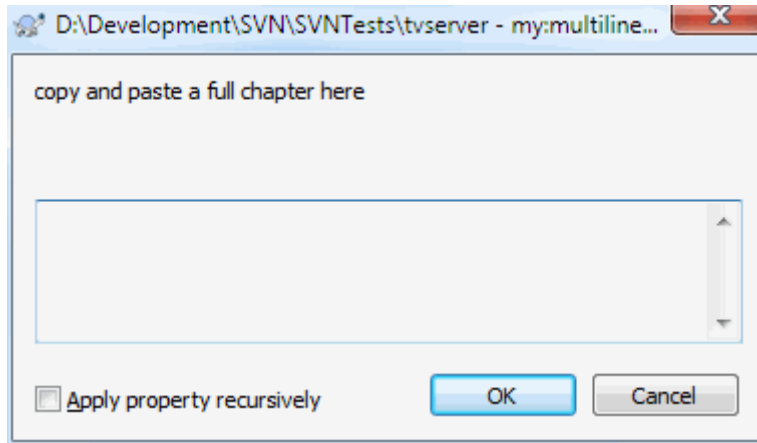 D:\Development\SVN\SVNTests\tvserver - my:multiline...
copy and paste a full chapter here
Apply property recursively
OK
Cancel